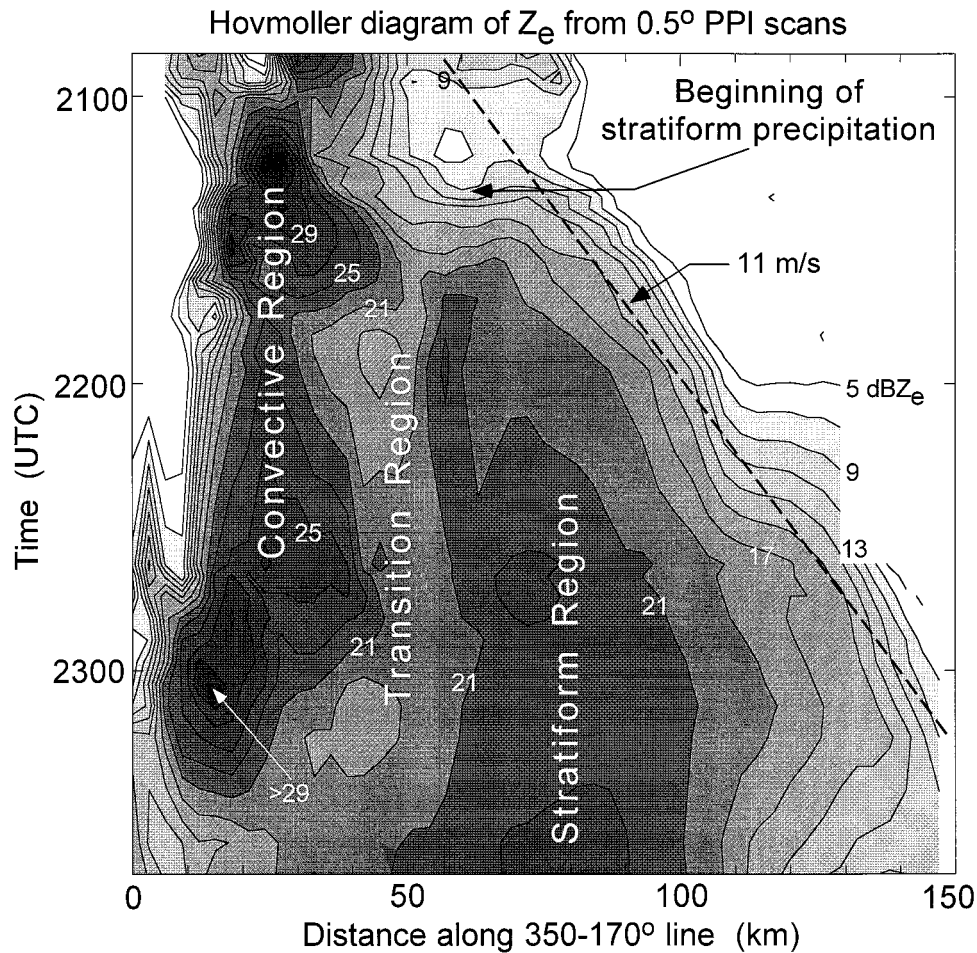 Hovmoller diagram of Ze from 0.5º PPI scans
9
Beginning of
stratiform precipitation
2100
2200
2300
Time (UTC)
29
25
21
11 m/s
5 dBZe
9
13
17
25
21
21
21
>29
Convective Region
Transition Region
Stratiform Region
0
50
100
150
Distance along 350-170º line (km)